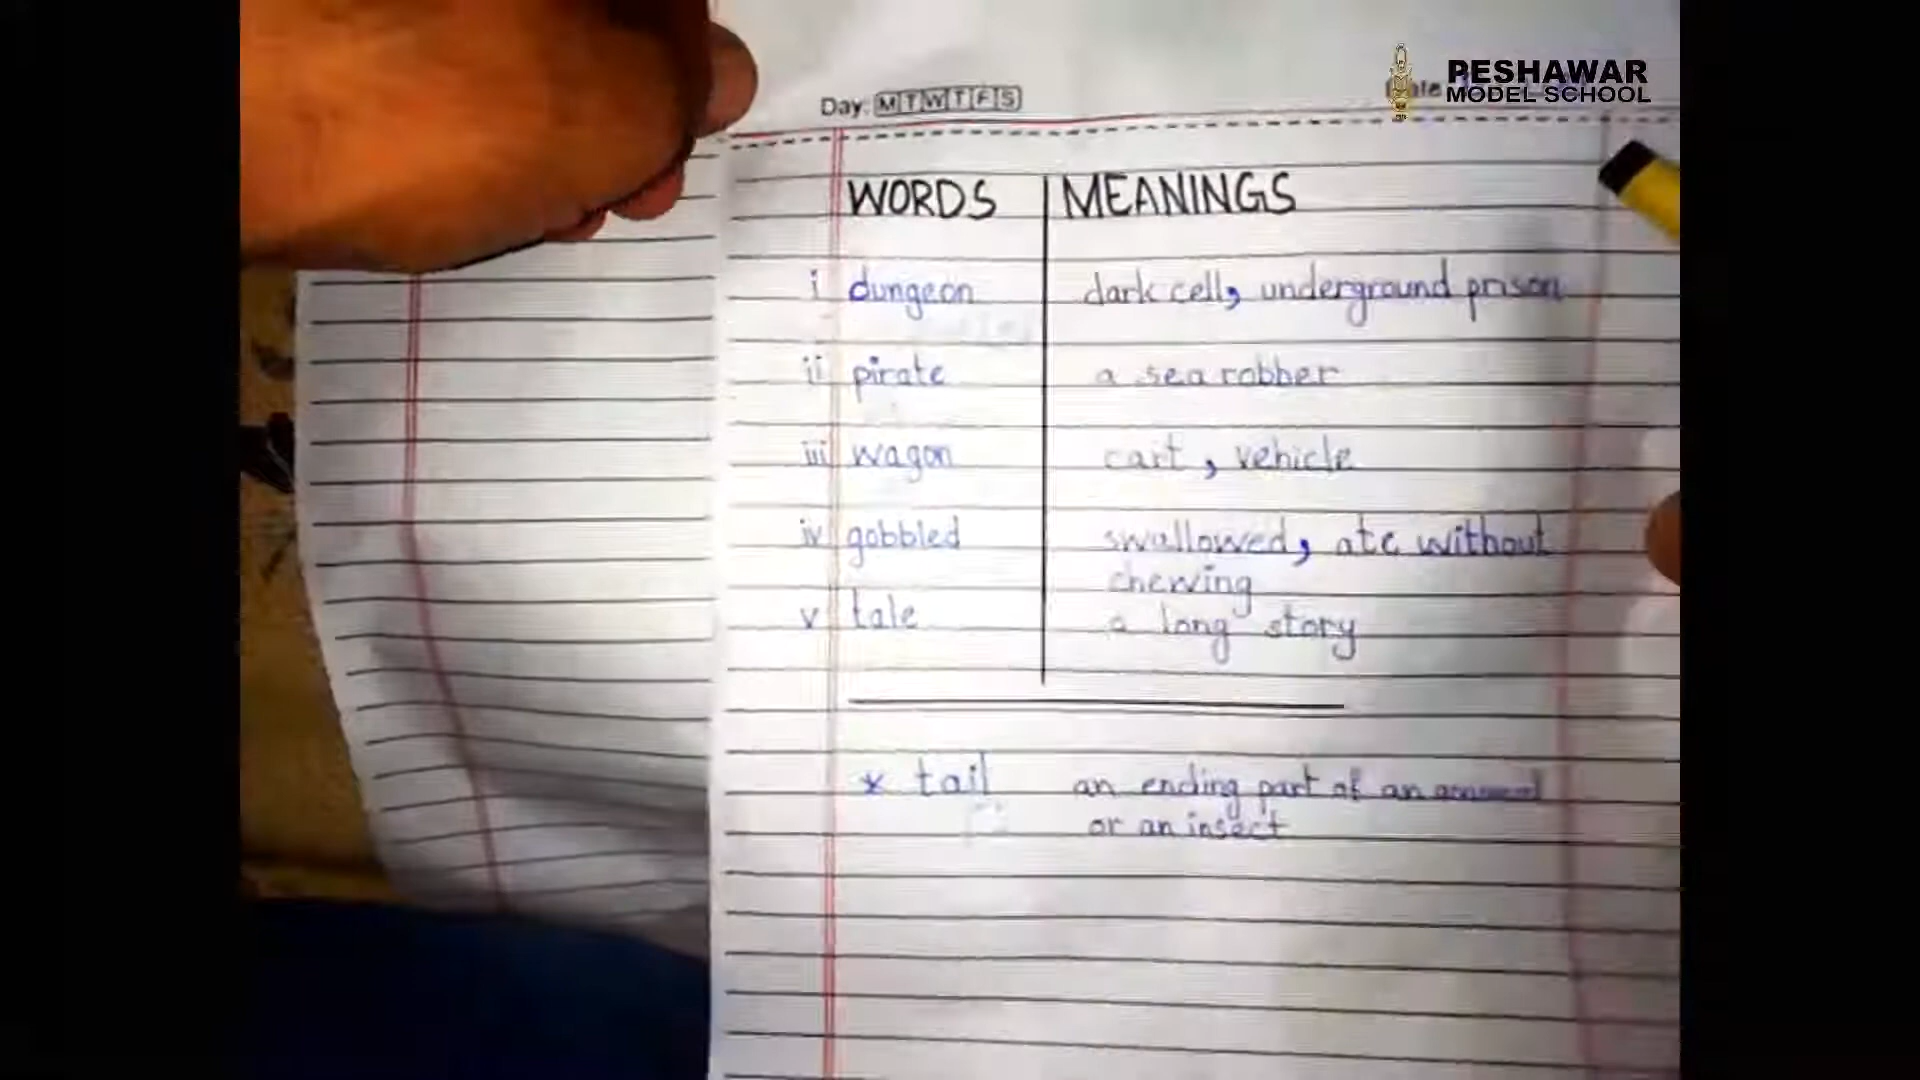 PESHAWAR
MODEL SCHOOL
Day: M T W T F S
WORDS MEANINGS
i dungeon dark cell, underground prison
ii pirate a sea robber
iii wagon cart, vehicle
iv gobbled swallowed, ate without
chewing
v tale a long story
* tail an ending part of an
or an insect